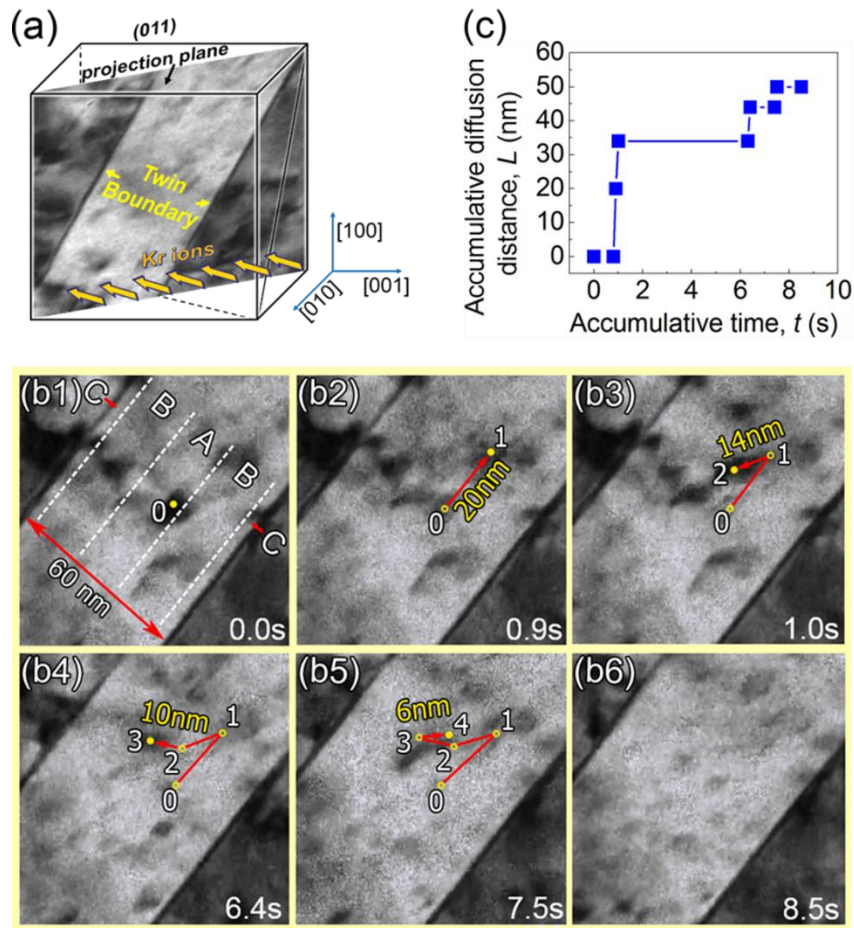 (a)
(011)
projection plane
Twin
Boundary
Kr ions
[100]
[001]
[010]
(c)
Accumulative diffusion
distance, L (nm)
60
50
40
30
20
10
0
0 2 4 6 8 10
Accumulative time, t (s)
(b1)
C
B
A
B
C
0
60 nm
0.0s
(b2)
1
0
20nm
0.9s
(b3)
14nm
1
2
0
1.0s
(b4)
10nm
1
3
2
0
6.4s
(b5)
6nm
4
1
3
2
0
7.5s
(b6)
8.5s